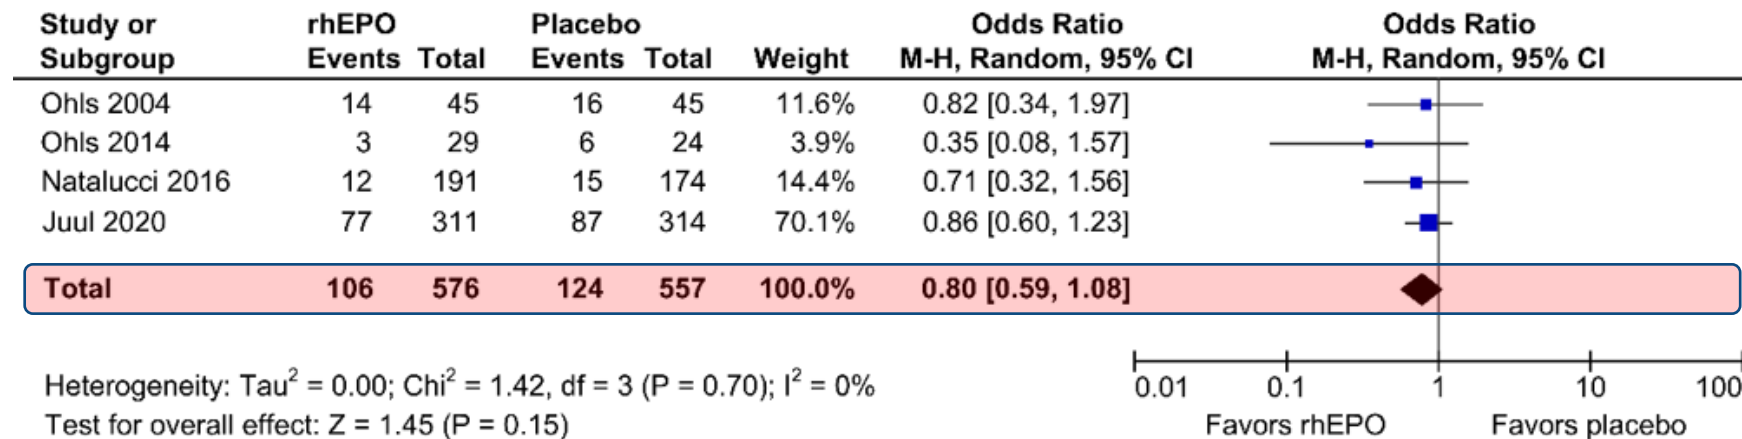 Study or rhEPO Placebo Odds Ratio Odds Ratio
Subgroup Events Total Events Total Weight M-H, Random, 95% CI M-H, Random, 95% CI
Ohls 2004 14 45 16 45 11.6% 0.82 [0.34, 1.97]
Ohls 2014 3 29 6 24 3.9% 0.35 [0.08, 1.57]
Natalucci 2016 12 191 15 174 14.4% 0.71 [0.32, 1.56]
Juul 2020 77 311 87 314 70.1% 0.86 [0.60, 1.23]
Total 106 576 124 557 100.0% 0.80 [0.59, 1.08]
Heterogeneity: Tau² = 0.00; Chi² = 1.42, df = 3 (P = 0.70); I² = 0%
Test for overall effect: Z = 1.45 (P = 0.15)
0.01 0.1 1 10 100
Favors rhEPO Favors placebo